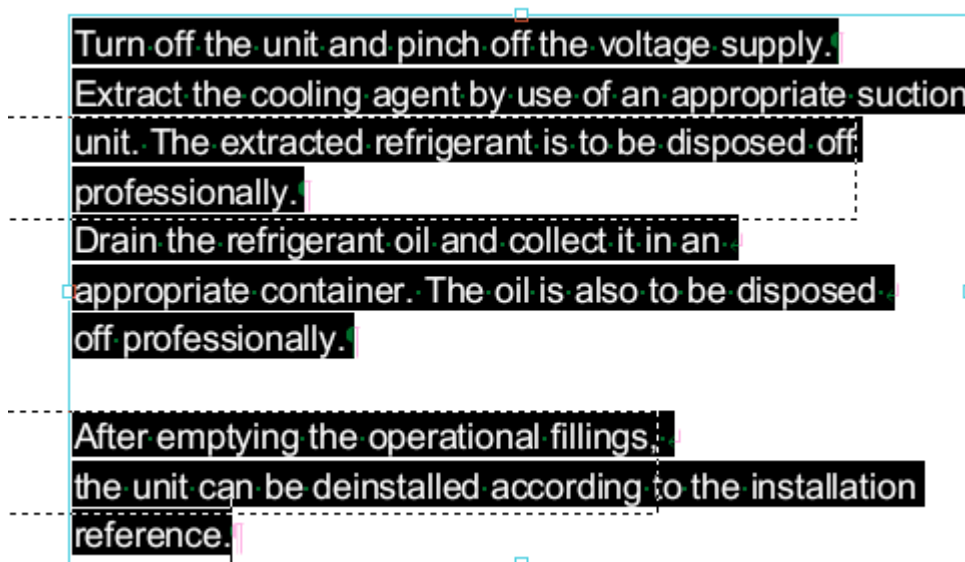 Turn off the unit and pinch off the voltage supply.
Extract the cooling agent by use of an appropriate suction
unit. The extracted refrigerant is to be disposed off
professionally.
Drain the refrigerant oil and collect it in an
appropriate container. The oil is also to be disposed
off professionally.
After emptying the operational fillings,
the unit can be deinstalled according to the installation
reference.